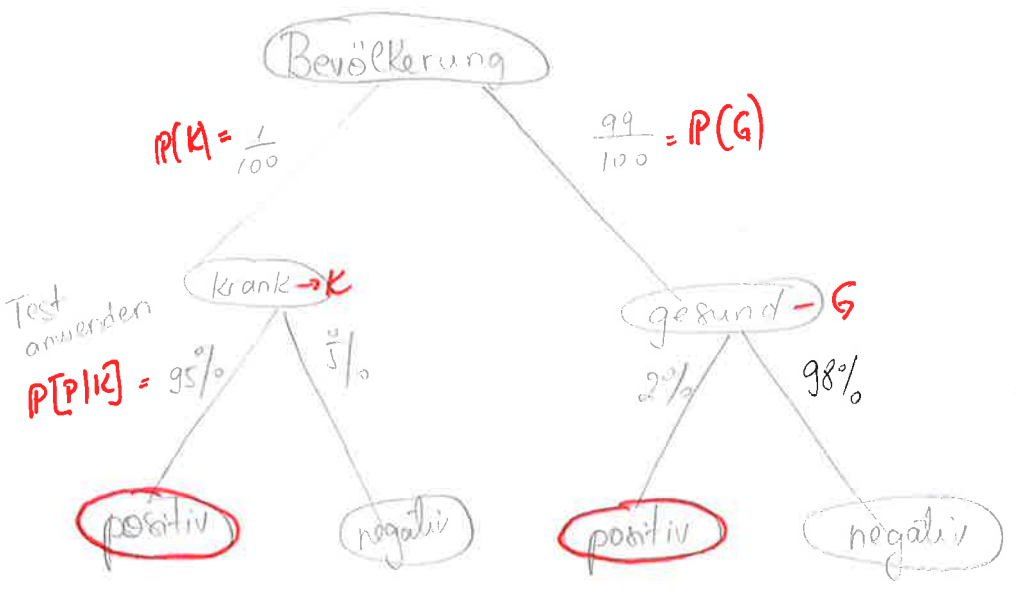 Bevölkerung
P(K) = 1/100
99/100 = P(G)
krank → K
gesund - G
Test
anwenden
P[P|K] = 95%
5%
2%
98%
positiv
negativ
positiv
negativ